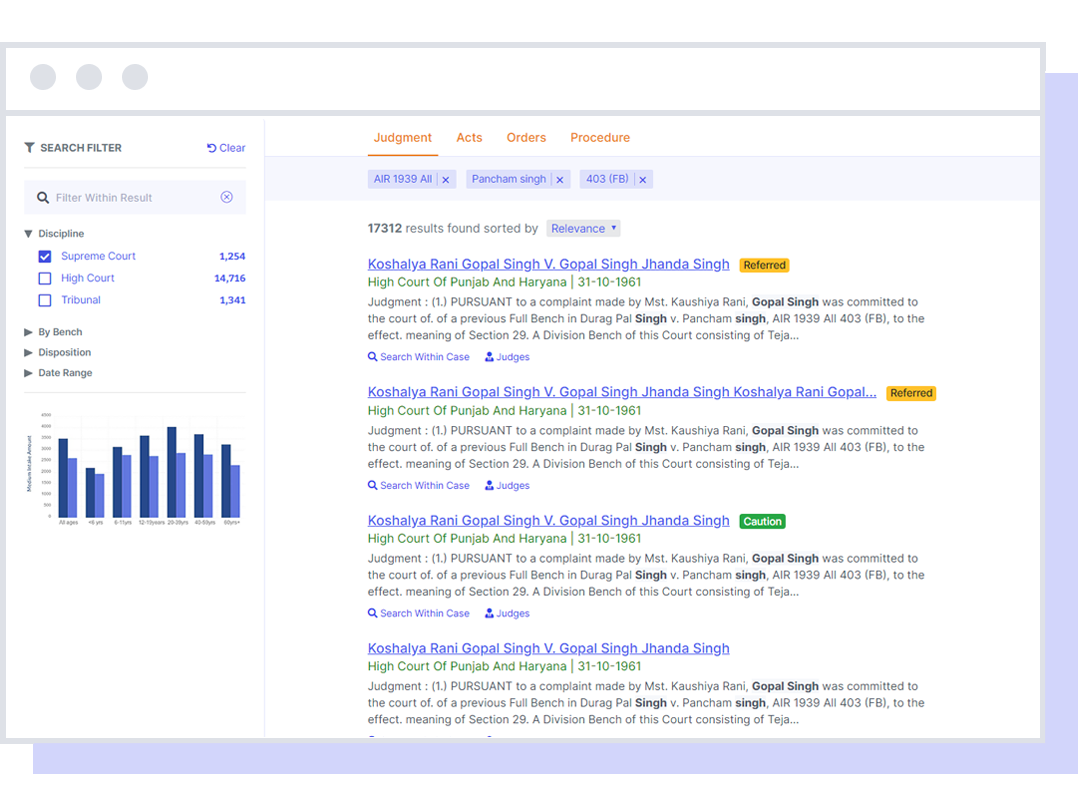 SEARCH FILTER
Clear
Filter Within Result
Discipline
Supreme Court 1,254
High Court 14,716
Tribunal 1,341
By Bench
Disposition
Date Range
4500
4000
3500
3000
2500
2000
1500
1000
500
0
All ages
6-11yrs
12-19years
20-39yrs
40-59yrs
60yrs+
Judgment Acts Orders Procedure
AIR 1939 All × Pancham singh × 403 (FB) ×
17312 results found sorted by Relevance
Koshalya Rani Gopal Singh V. Gopal Singh Jhanda Singh Referred
High Court Of Punjab And Haryana | 31-10-1961
Judgment : (1.) PURSUANT to a complaint made by Mst. Kaushiya Rani, Gopal Singh was committed to
the court of. of a previous Full Bench in Durag Pal Singh v. Pancham singh, AIR 1939 All 403 (FB), to the
effect. meaning of Section 29. A Division Bench of this Court consisting of Teja...
Search Within Case Judges
Koshalya Rani Gopal Singh V. Gopal Singh Jhanda Singh Koshalya Rani Gopal... Referred
High Court Of Punjab And Haryana | 31-10-1961
Judgment : (1.) PURSUANT to a complaint made by Mst. Kaushiya Rani, Gopal Singh was committed to
the court of. of a previous Full Bench in Durag Pal Singh v. Pancham singh, AIR 1939 All 403 (FB), to the
effect. meaning of Section 29. A Division Bench of this Court consisting of Teja...
Search Within Case Judges
Koshalya Rani Gopal Singh V. Gopal Singh Jhanda Singh Caution
High Court Of Punjab And Haryana | 31-10-1961
Judgment : (1.) PURSUANT to a complaint made by Mst. Kaushiya Rani, Gopal Singh was committed to
the court of. of a previous Full Bench in Durag Pal Singh v. Pancham singh, AIR 1939 All 403 (FB), to the
effect. meaning of Section 29. A Division Bench of this Court consisting of Teja...
Search Within Case Judges
Koshalya Rani Gopal Singh V. Gopal Singh Jhanda Singh
High Court Of Punjab And Haryana | 31-10-1961
Judgment : (1.) PURSUANT to a complaint made by Mst. Kaushiya Rani, Gopal Singh was committed to
the court of. of a previous Full Bench in Durag Pal Singh v. Pancham singh, AIR 1939 All 403 (FB), to the
effect. meaning of Section 29. A Division Bench of this Court consisting of Teja...